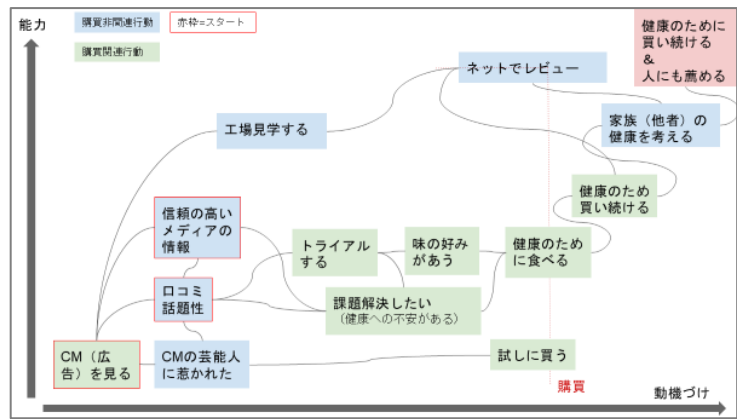 能力
購買非関連行動
赤枠=スタート
購買関連行動
健康のために
買い続ける
&
人にも薦める
ネットでレビュー
工場見学する
家族（他者）の
健康を考える
健康のため
買い続ける
信頼の高い
メディアの
情報
トライアル
する
味の好み
があう
健康のために
に食べる
口コミ
話題性
課題解決したい
（健康への不安がある）
CM（広
告）を見る
CMの芸能人
に惹かれた
試しに買う
購買
動機づけ